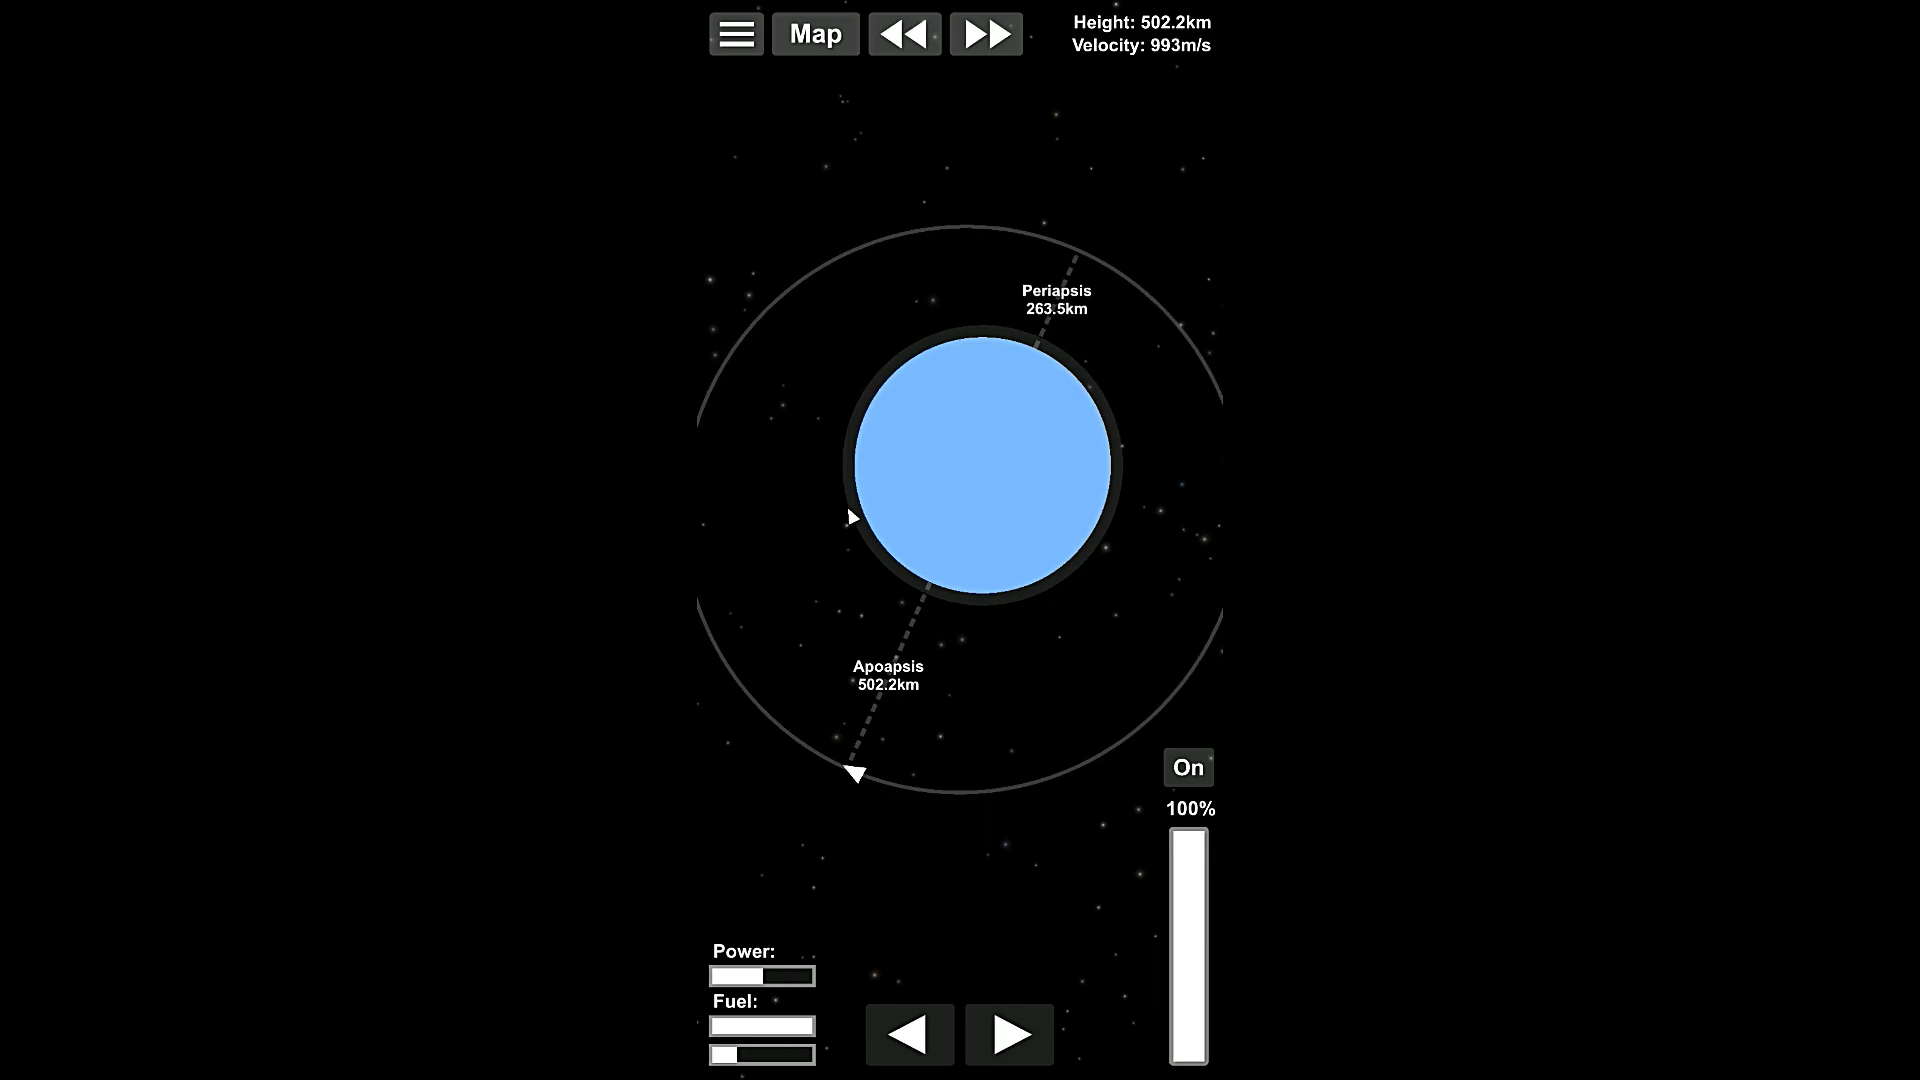 Map
Height: 502.2km
Velocity: 993m/s
Periapsis
263.5km
Apoapsis
502.2km
On
100%
Power:
Fuel: